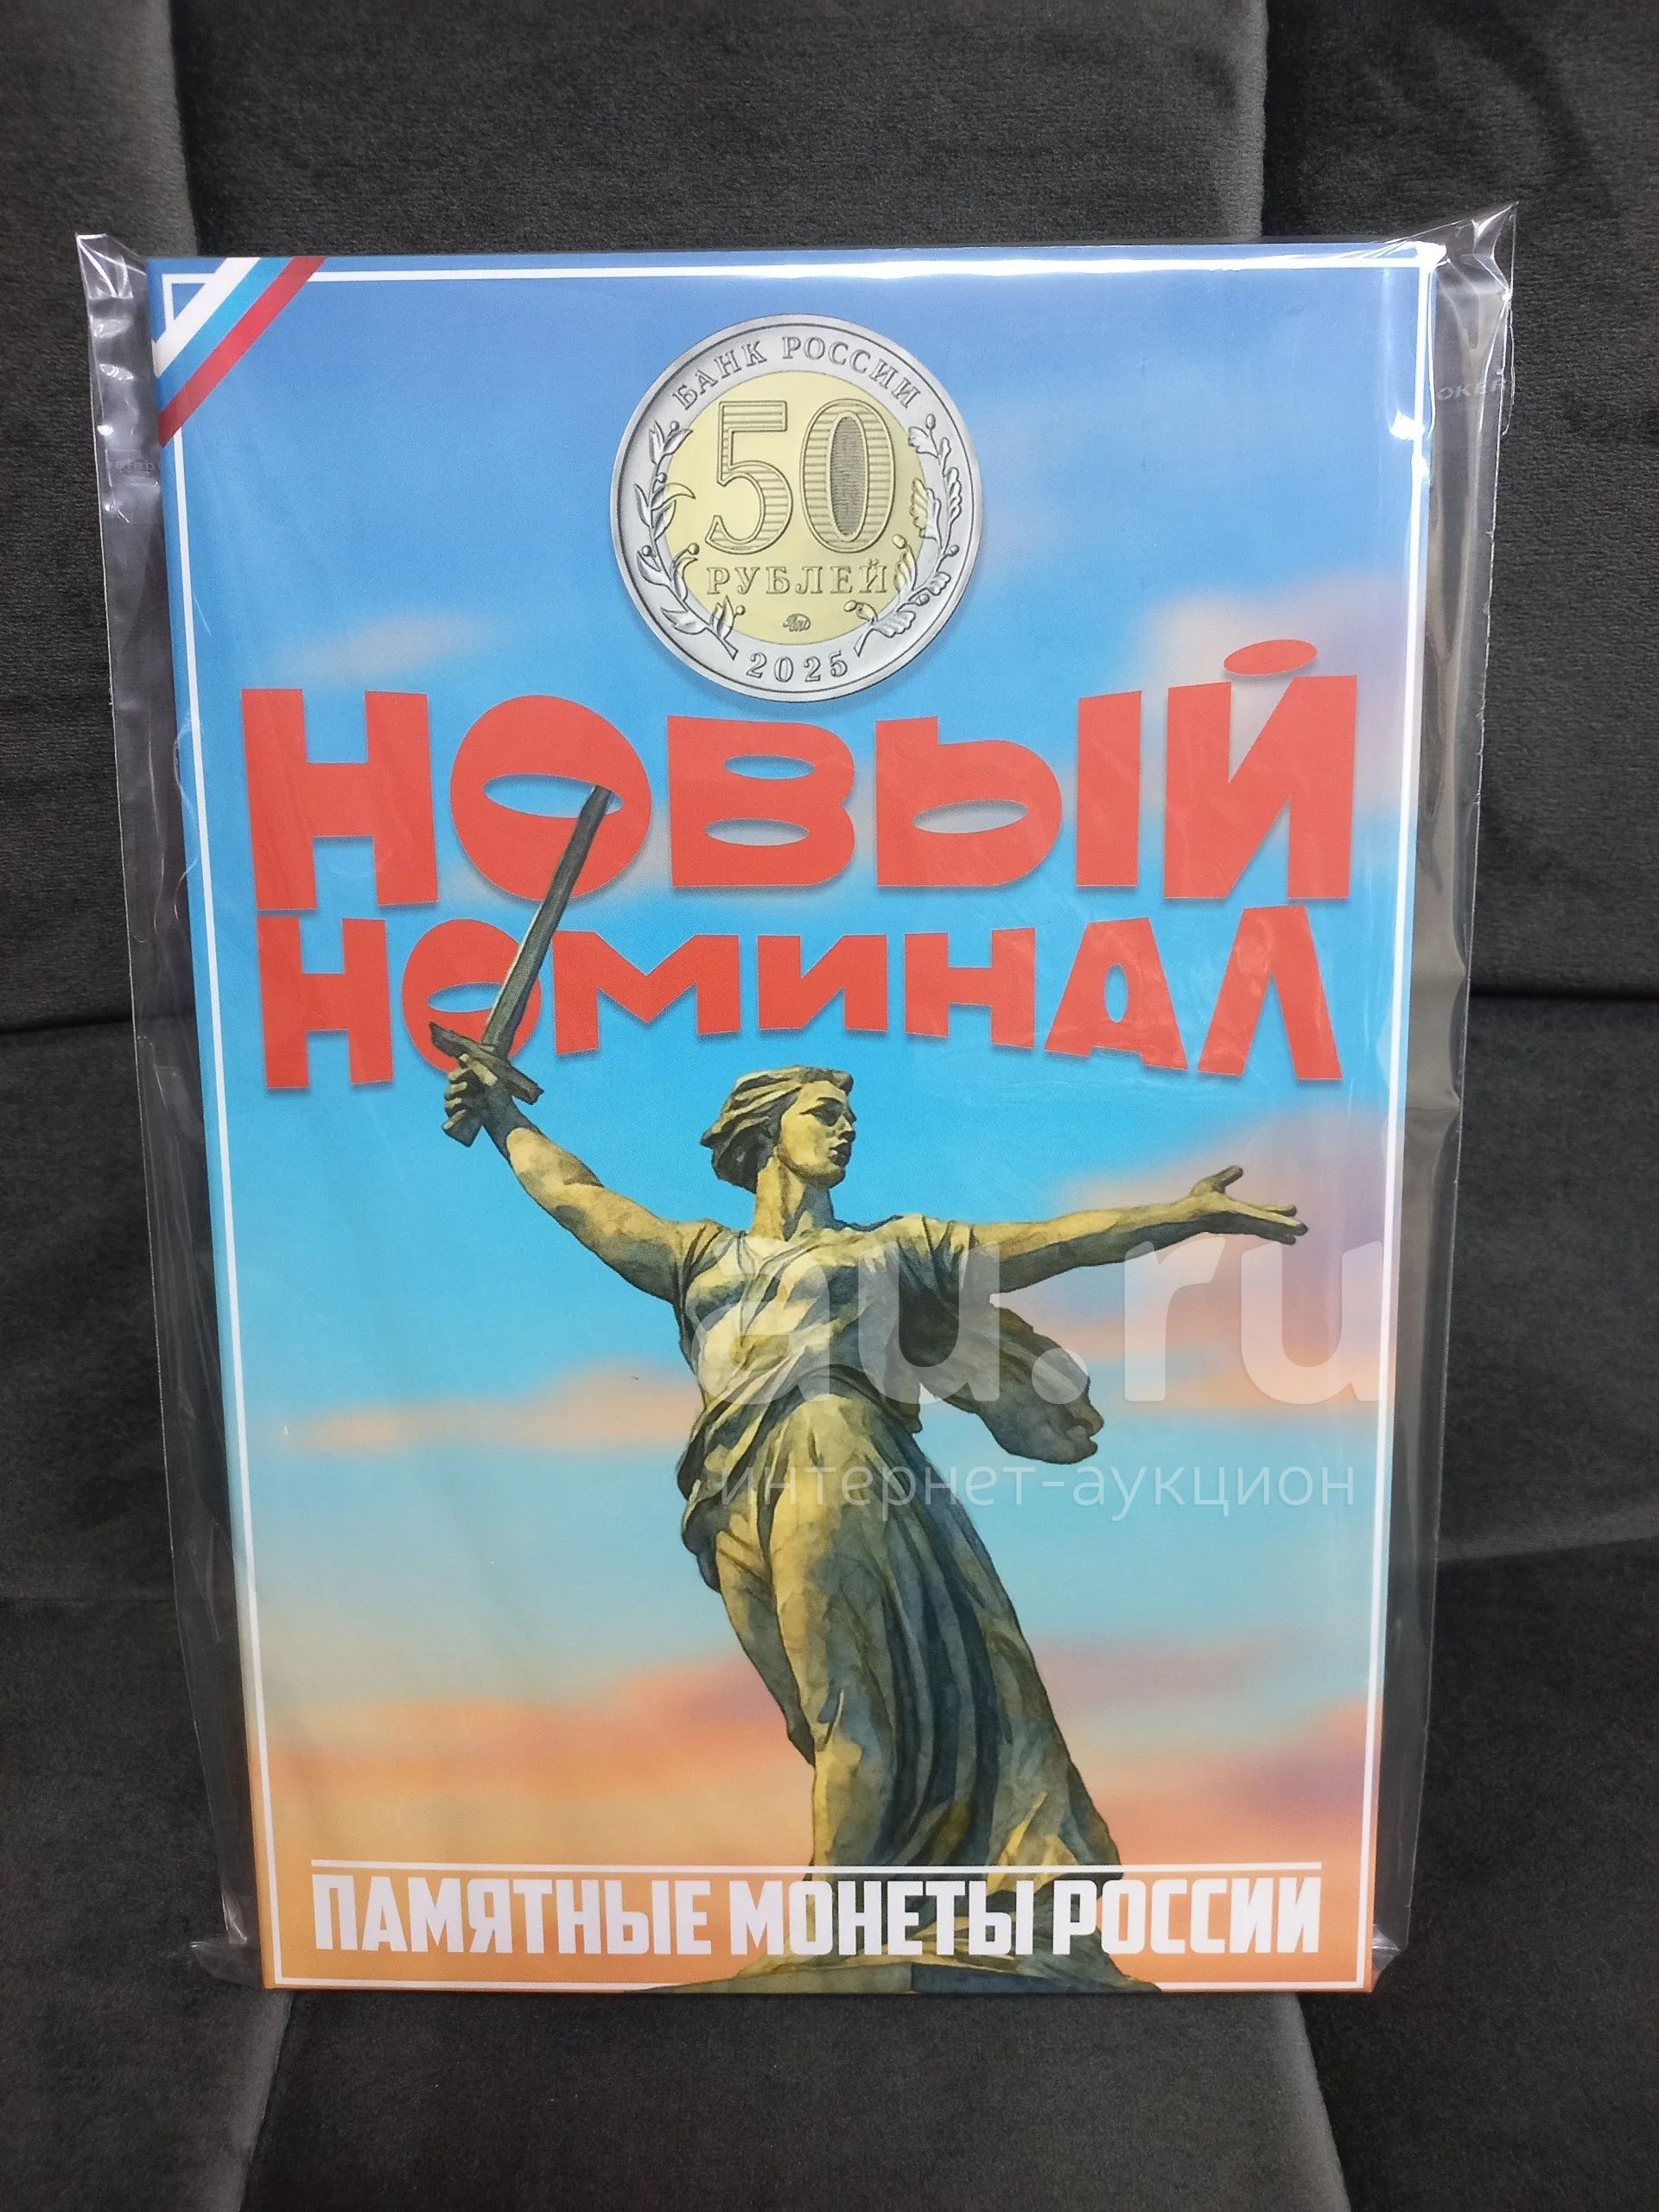 БАНК РОССИИ
50
РУБЛЕЙ
2025
НОВЫЙ
НОМИНАЛ
au.ru
интернет-аукцион
ПАМЯТНЫЕ МОНЕТЫ РОССИИ